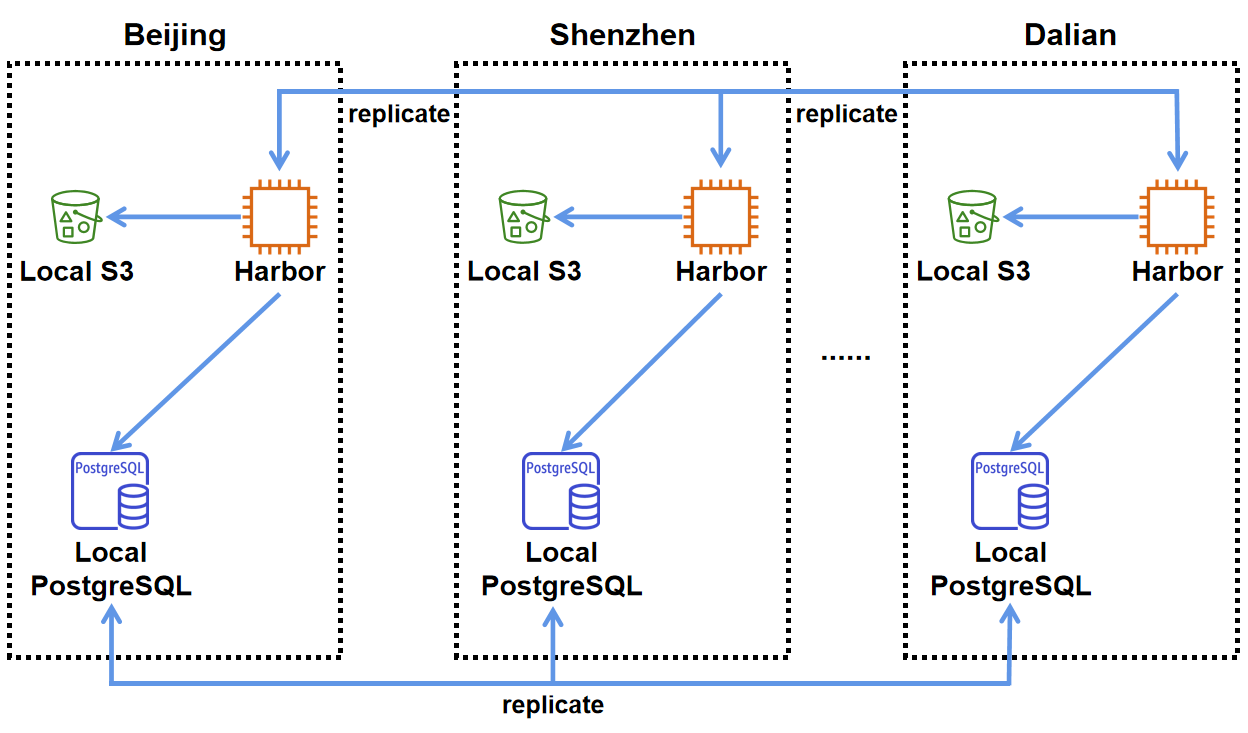 Beijing
Shenzhen
Dalian
replicate
replicate
Local S3
Harbor
Local S3
Harbor
Local S3
Harbor
......
PostgreSQL
PostgreSQL
PostgreSQL
Local
PostgreSQL
Local
PostgreSQL
Local
PostgreSQL
replicate